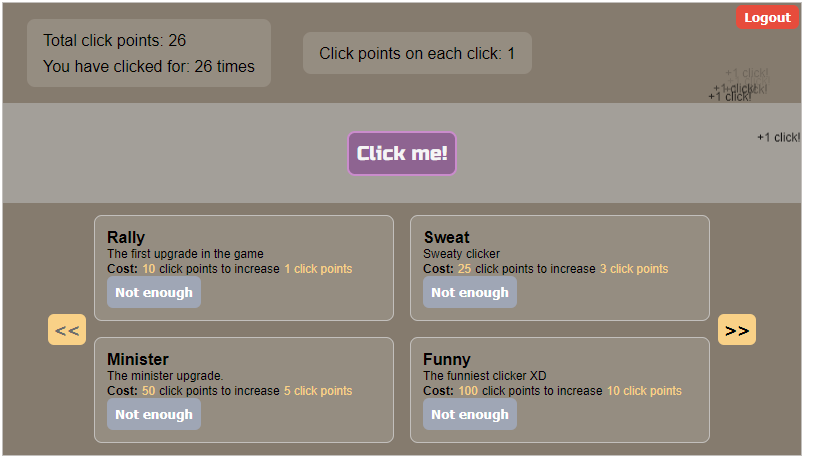 Logout
Total click points: 26
You have clicked for: 26 times
Click points on each click: 1
+1 click!
+1 click!
+1 click!
Click me!
+1 click!
Rally
The first upgrade in the game
Cost: 10 click points to increase 1 click points
Not enough
Sweat
Sweaty clicker
Cost: 25 click points to increase 3 click points
Not enough
<<
>>
Minister
The minister upgrade.
Cost: 50 click points to increase 5 click points
Not enough
Funny
The funniest clicker XD
Cost: 100 click points to increase 10 click points
Not enough